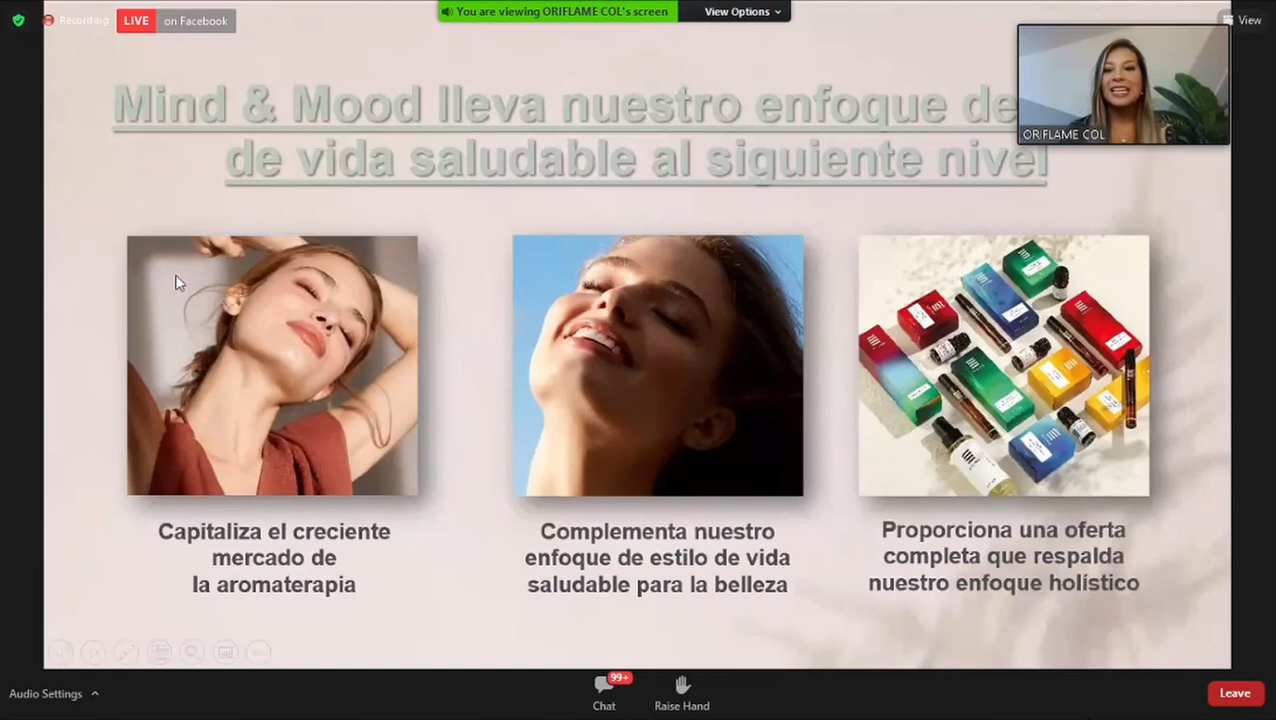 Recording
LIVE on Facebook
You are viewing ORIFLAME COL's screen
View Options
View
Mind & Mood lleva nuestro enfoque de
de vida saludable al siguiente nivel
ORIFLAME COL
Capitaliza el creciente
mercado de
la aromaterapia
Complementa nuestro
enfoque de estilo de vida
saludable para la belleza
Proporciona una oferta
completa que respalda
nuestro enfoque holístico
Audio Settings
99+
Chat
Raise Hand
Leave